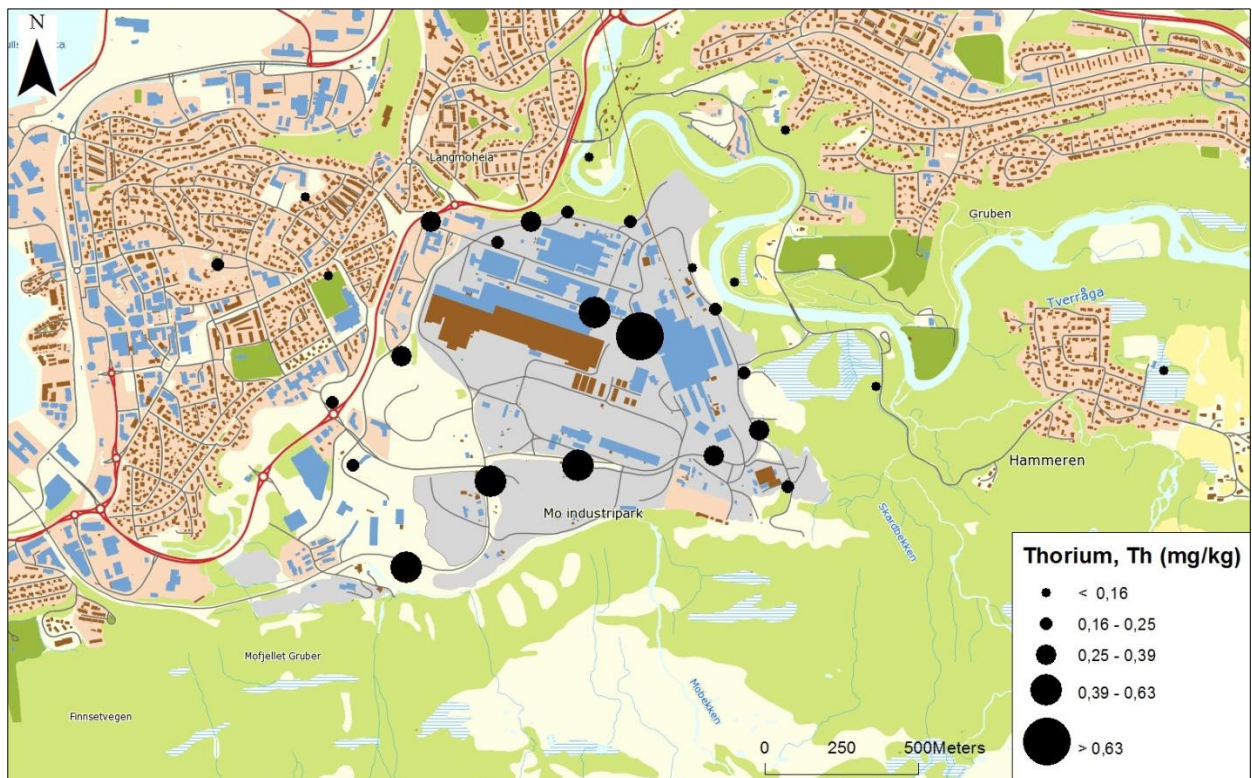 N
Langmoheia
Gruben
Tverråga
Hammeren
Mo industripark
Skardbekken
Mofjellet Gruber
Mobekken
Finnsetvegen
0 250 500Meters
Thorium, Th (mg/kg)
< 0,16
0,16 - 0,25
0,25 - 0,39
0,39 - 0,63
> 0,63